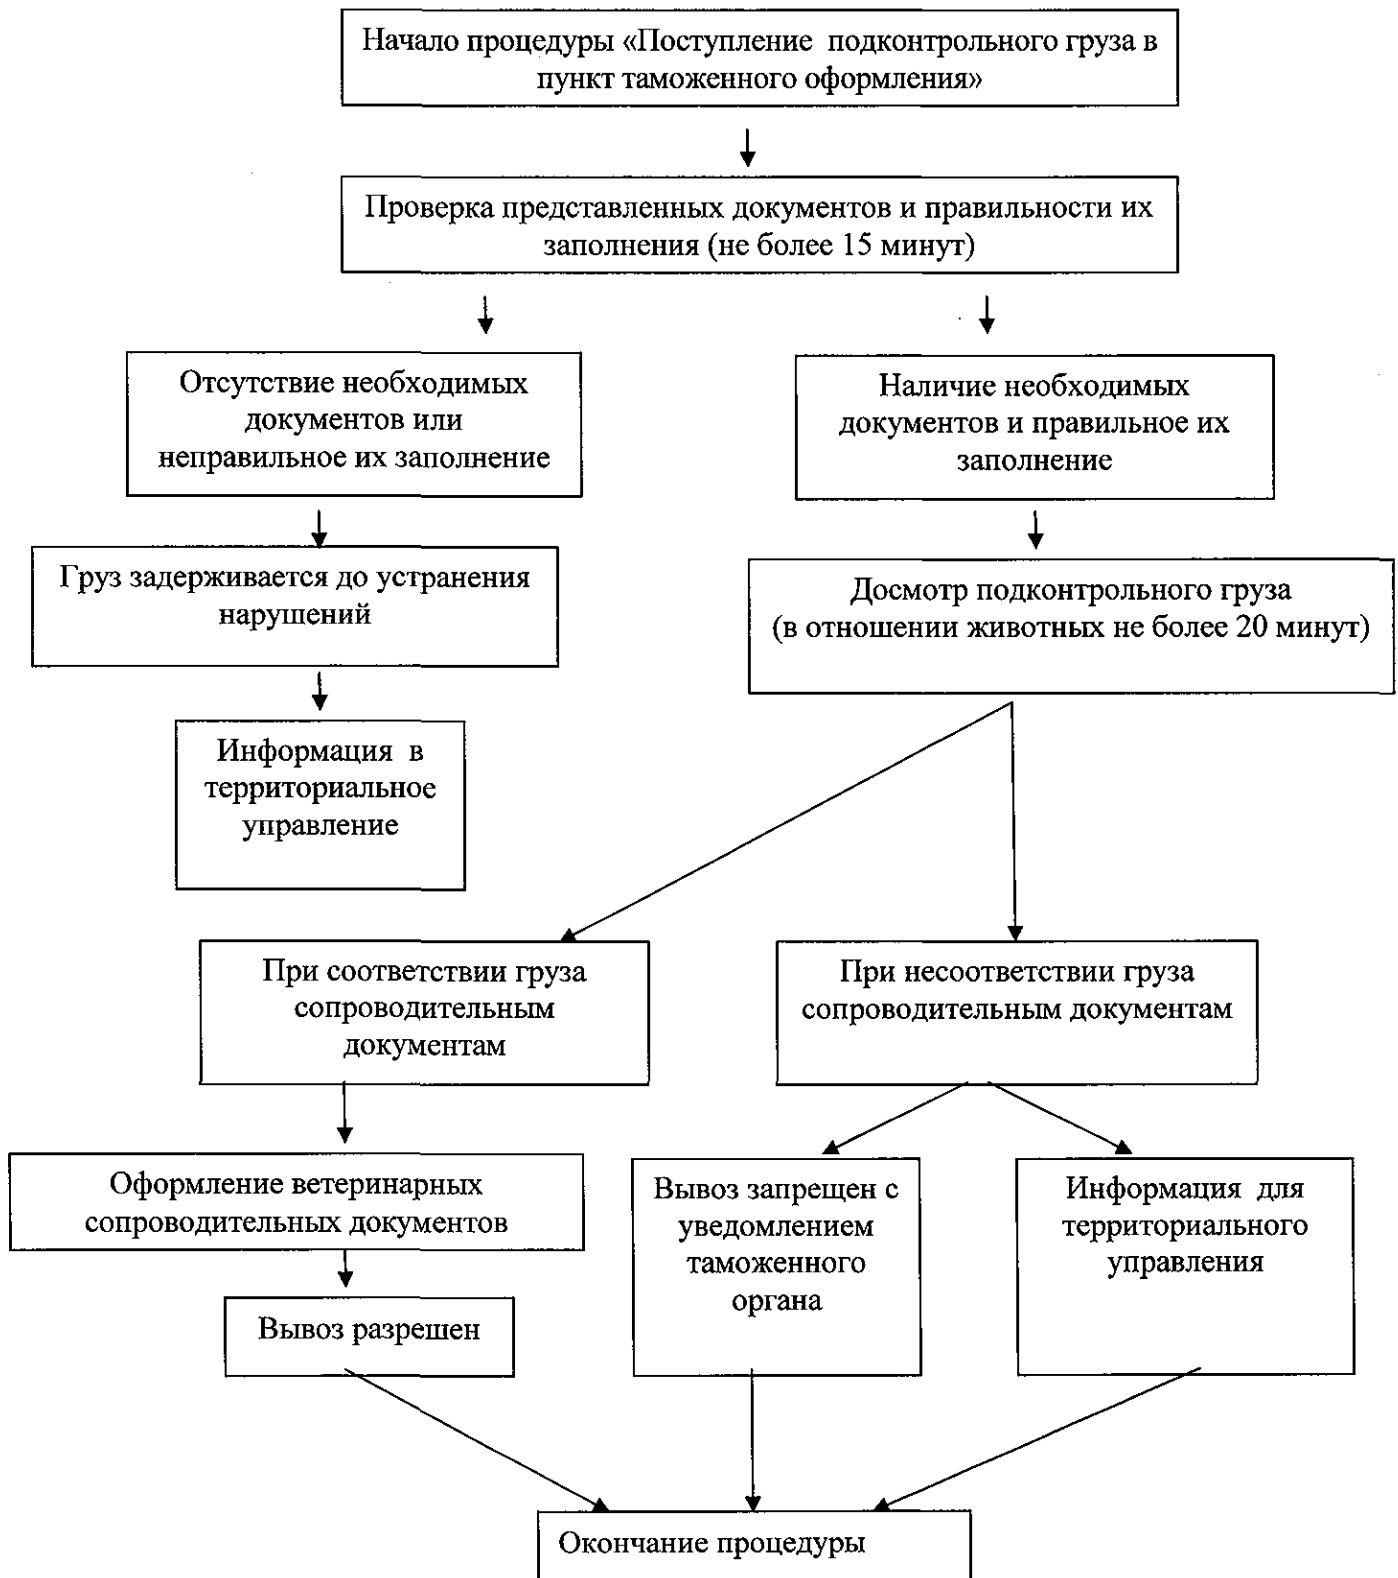 Начало процедуры «Поступление подконтрольного груза в
пункт таможенного оформления»
Проверка представленных документов и правильности их
заполнения (не более 15 минут)
Отсутствие необходимых
документов или
неправильное их заполнение
Наличие необходимых
документов и правильное их
заполнение
Груз задерживается до устранения
нарушений
Досмотр подконтрольного груза
(в отношении животных не более 20 минут)
Информация в
территориальное
управление
При соответствии груза
сопроводительным
документам
При несоответствии груза
сопроводительным документам
Оформление ветеринарных
сопроводительных документов
Вывоз запрещен с
уведомлением
таможенного
органа
Информация для
территориального
управления
Вывоз разрешен
Окончание процедуры